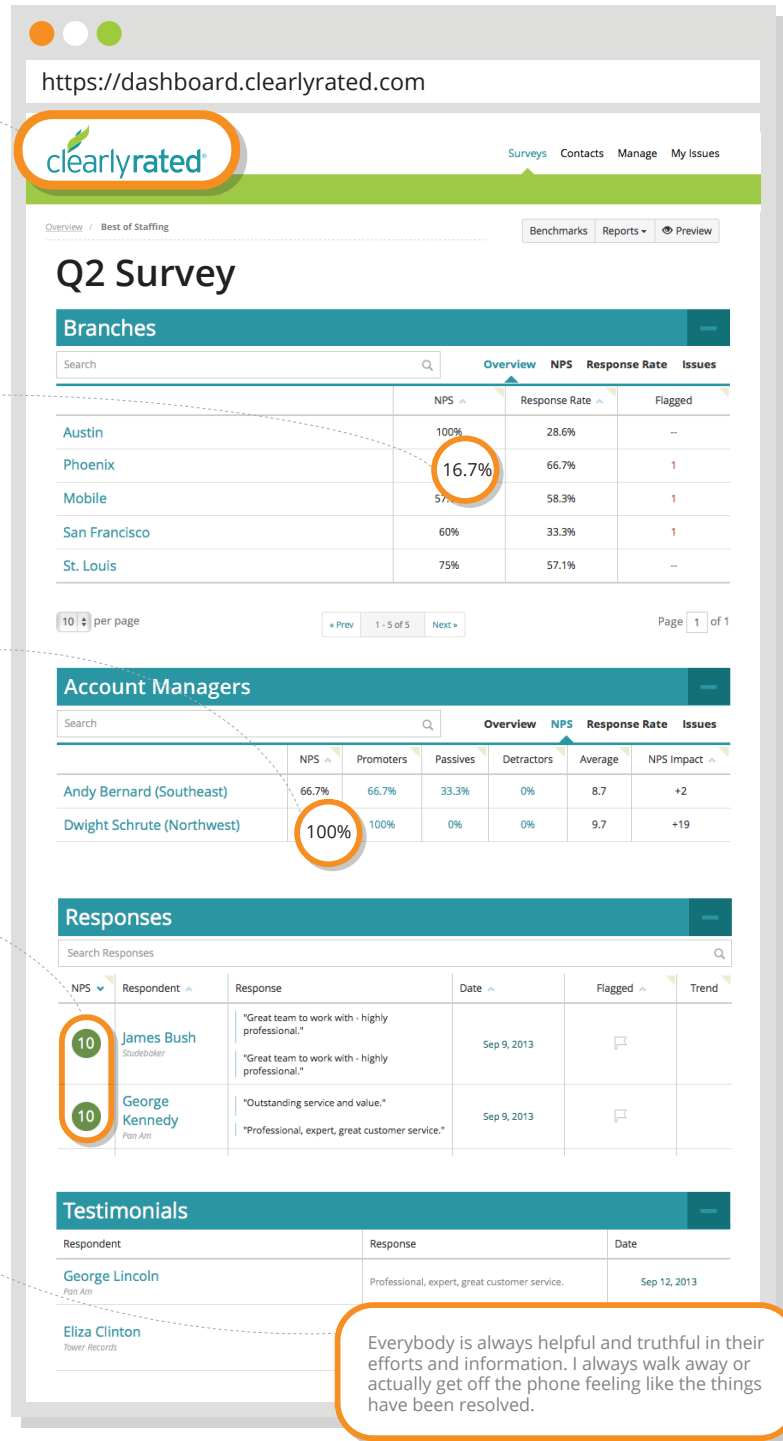 https://dashboard.clearlyrated.com
clearlyrated®
Surveys Contacts Manage My Issues
Overview / Best of Staffing
Benchmarks Reports Preview
Q2 Survey
Branches
Search Overview NPS Response Rate Issues
NPS Response Rate Flagged
Austin 100% 28.6% --
Phoenix 16.7% 66.7% 1
Mobile 58.3% 1
San Francisco 60% 33.3% 1
St. Louis 75% 57.1% --
10 per page « Prev 1 - 5 of 5 Next » Page 1 of 1
Account Managers
Search Overview NPS Response Rate Issues
NPS Promoters Passives Detractors Average NPS Impact
Andy Bernard (Southeast) 66.7% 66.7% 33.3% 0% 8.7 +2
Dwight Schrute (Northwest) 100% 100% 0% 0% 9.7 +19
Responses
Search Responses
NPS Respondent Response Date Flagged Trend
10 James Bush
Studebaker
"Great team to work with - highly
professional."
"Great team to work with - highly
professional."
Sep 9, 2013
10 George
Kennedy
Pan Am
"Outstanding service and value."
"Professional, expert, great customer service."
Sep 9, 2013
Testimonials
Respondent Response Date
George Lincoln
Pan Am
Professional, expert, great customer service. Sep 12, 2013
Eliza Clinton
Tower Records
Everybody is always helpful and truthful in their
efforts and information. I always walk away or
actually get off the phone feeling like the things
have been resolved.